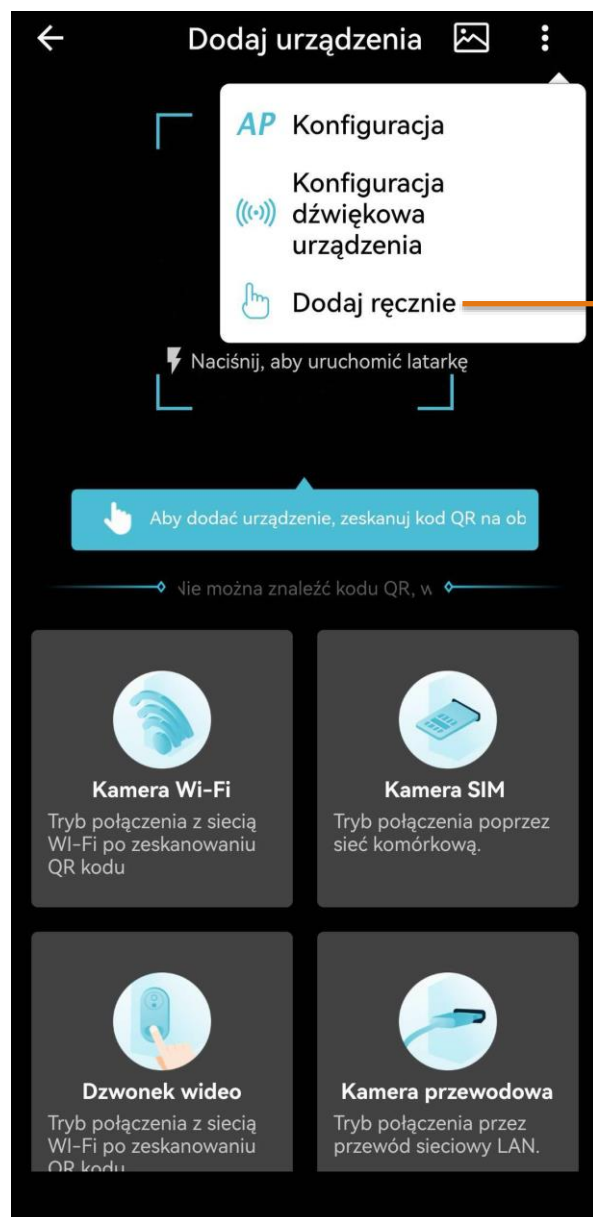 Dodaj urządzenia
AP Konfiguracja
Konfiguracja
dźwiękowa
urządzenia
Dodaj ręcznie
Naciśnij, aby uruchomić latarkę
Aby dodać urządzenie, zeskanuj kod QR na ob
Nie można znaleźć kodu QR, w
Kamera Wi-Fi
Tryb połączenia z siecią
WI-Fi po zeskanowaniu
QR kodu
Kamera SIM
Tryb połączenia poprzez
sieć komórkową.
Dzwonek wideo
Tryb połączenia z siecią
WI-Fi po zeskanowaniu
QR kodu
Kamera przewodowa
Tryb połączenia przez
przewód sieciowy LAN.